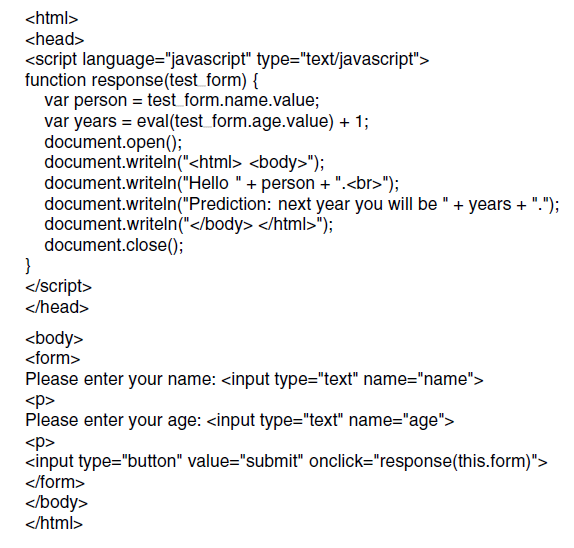 <html>
<head>
<script language="javascript" type="text/javascript">
function response(test_form) {
var person = test_form.name.value;
var years = eval(test_form.age.value) + 1;
document.open();
document.writeln("<html> <body>");
document.writeln("Hello " + person + ".<br>");
document.writeln("Prediction: next year you will be " + years + ".");
document.writeln("</body> </html>");
document.close();
}
</script>
</head>
<body>
<form>
Please enter your name: <input type="text" name="name">
<p>
Please enter your age: <input type="text" name="age">
<p>
<input type="button" value="submit" onclick="response(this.form)">
</form>
</body>
</html>